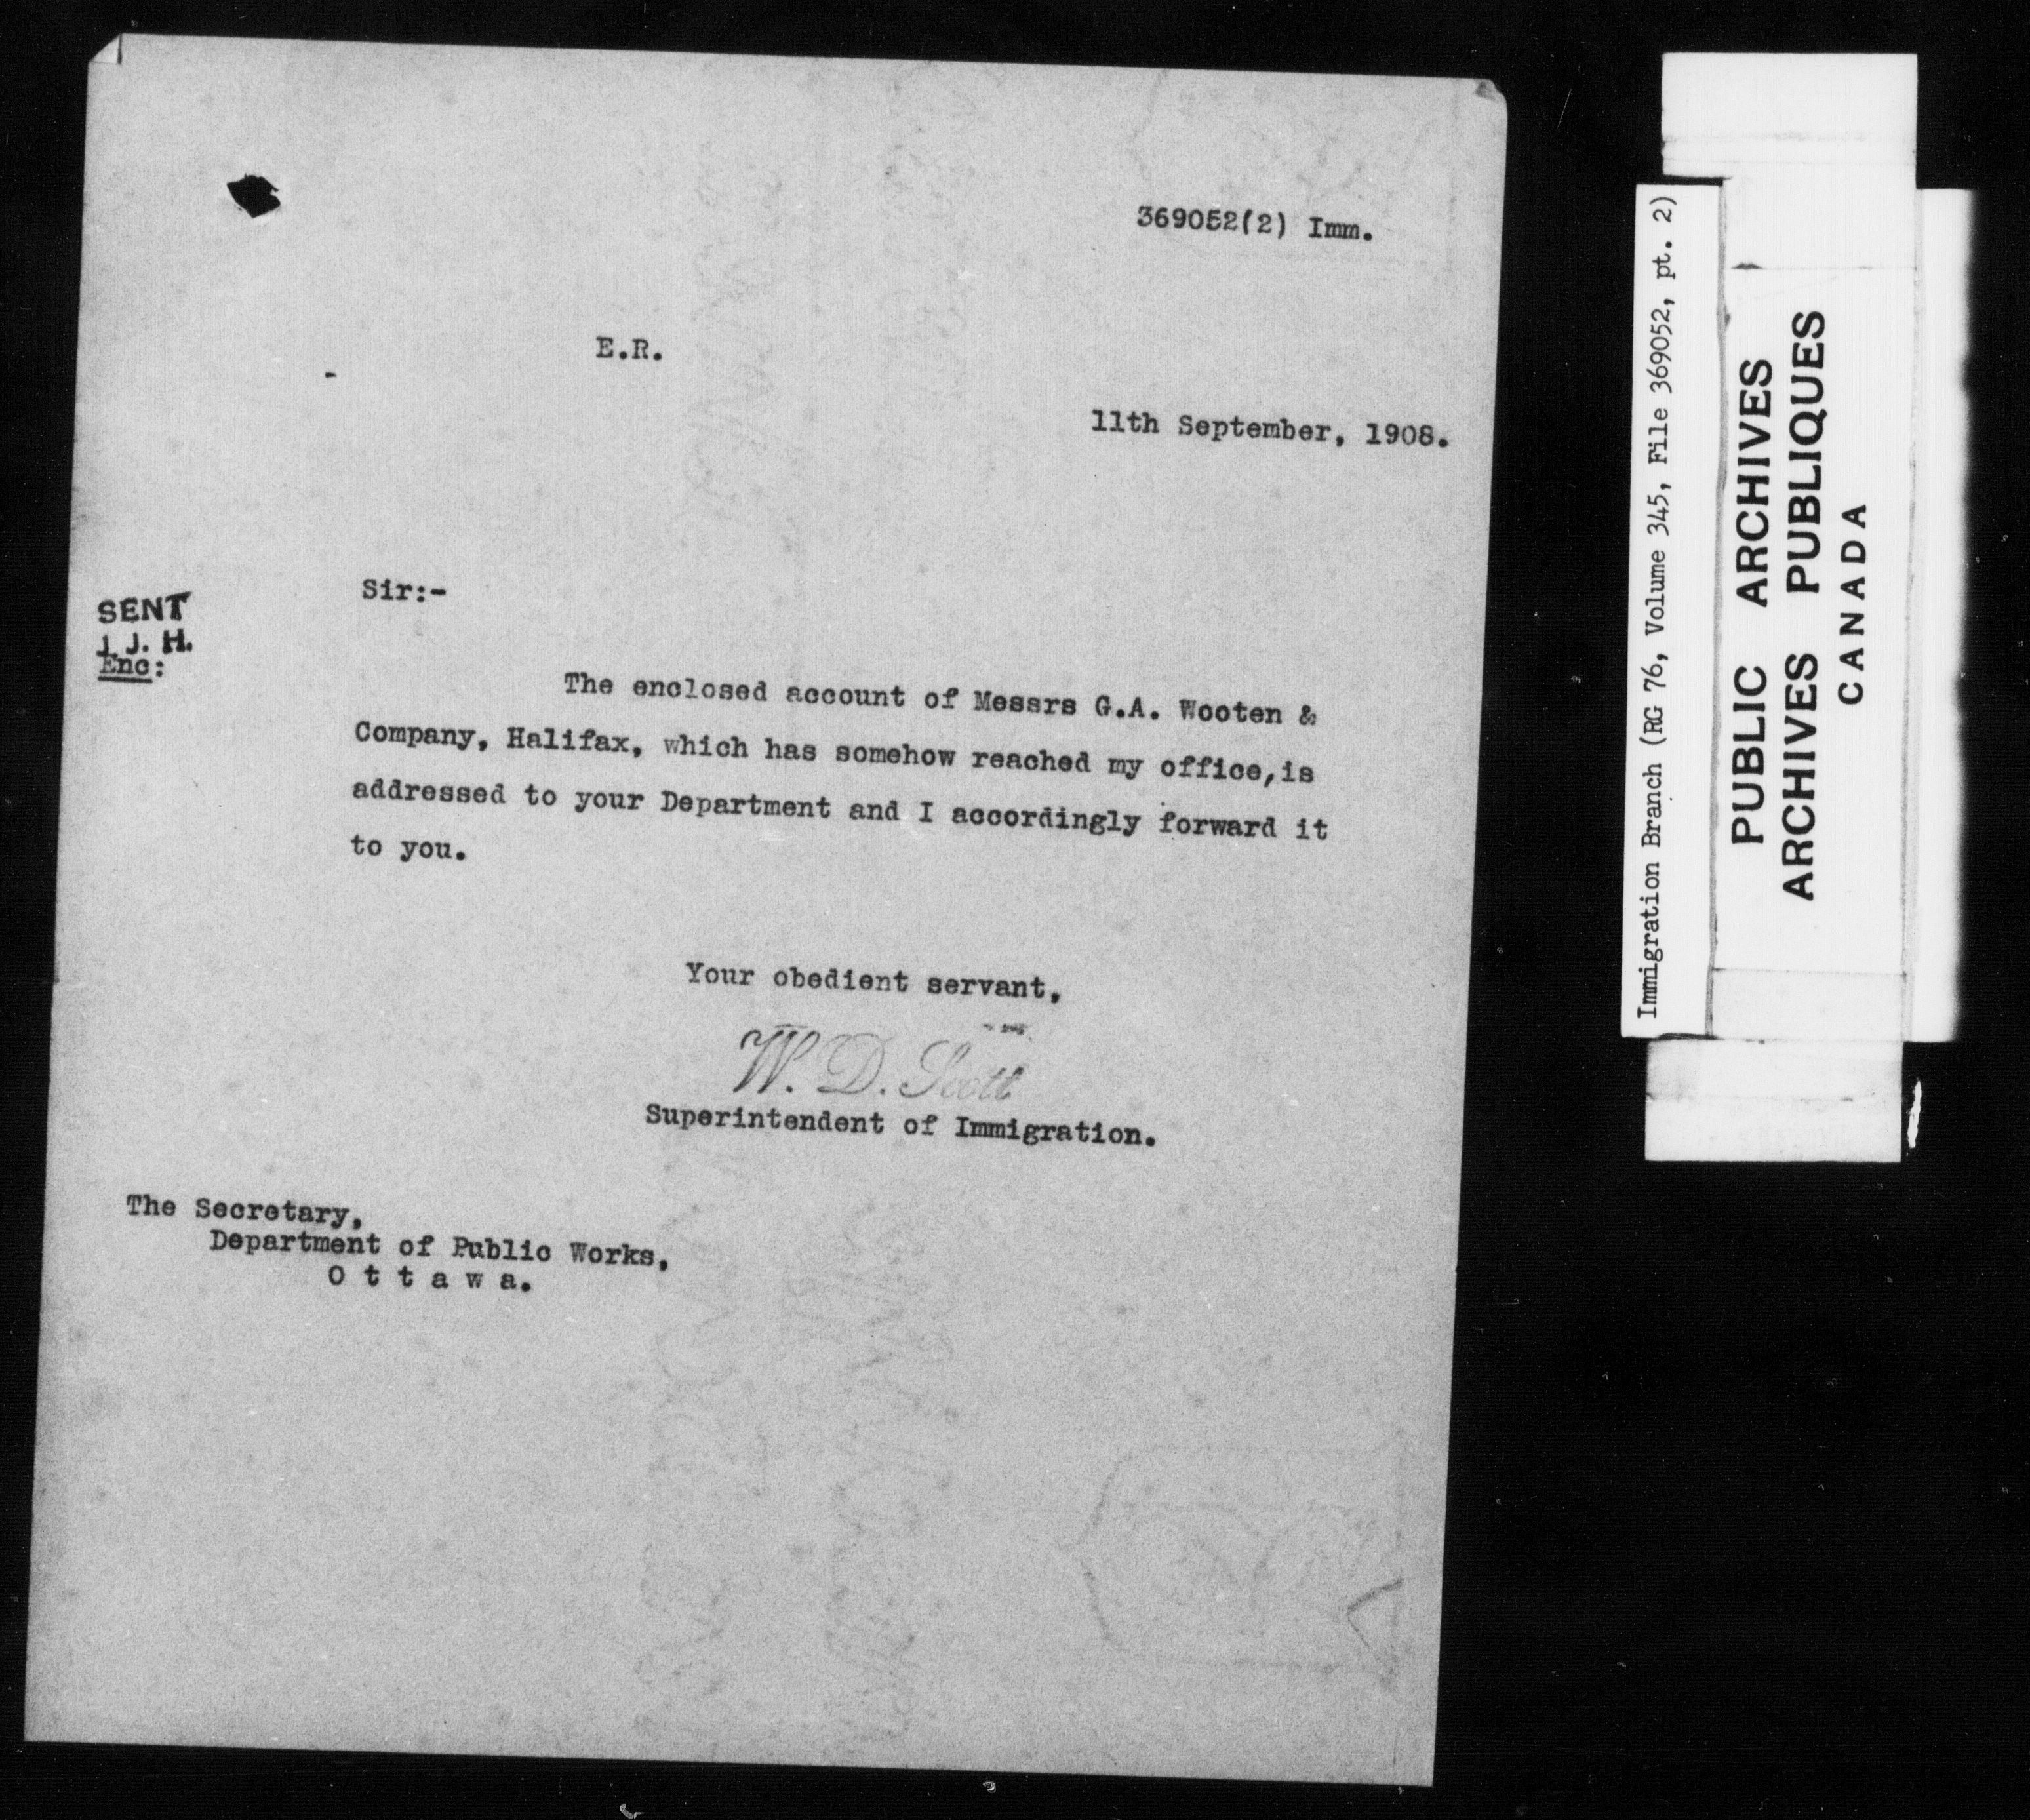 369052(2) Imm.
E.R.
11th September, 1908.
Sir:-
SENT
J. J. H.
Enc:
The enclosed account of Messrs G.A. Wooten &
Company, Halifax, which has somehow reached my office,is
addressed to your Department and I accordingly forward it
to you.
Your obedient servant,
W. D. Scott
Superintendent of Immigration.
The Secretary,
Department of Public Works,
O t t a w a.
Immigration Branch (RG 76, Volume 345, File 369052, pt. 2)
PUBLIC ARCHIVES
ARCHIVES PUBLIQUES
CANADA